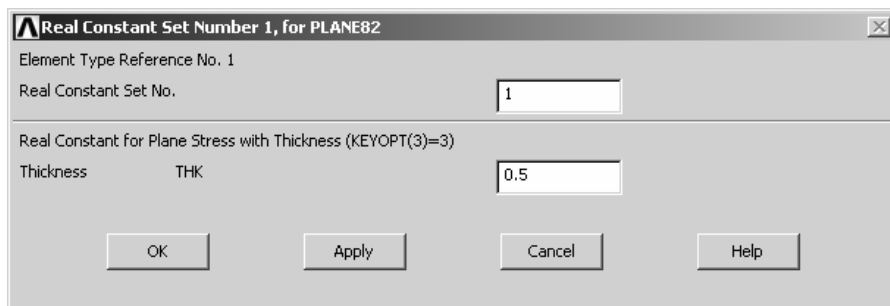 Real Constant Set Number 1, for PLANE82
Element Type Reference No. 1
Real Constant Set No. 1
Real Constant for Plane Stress with Thickness (KEYOPT(3)=3)
Thickness THK 0.5
OK Apply Cancel Help